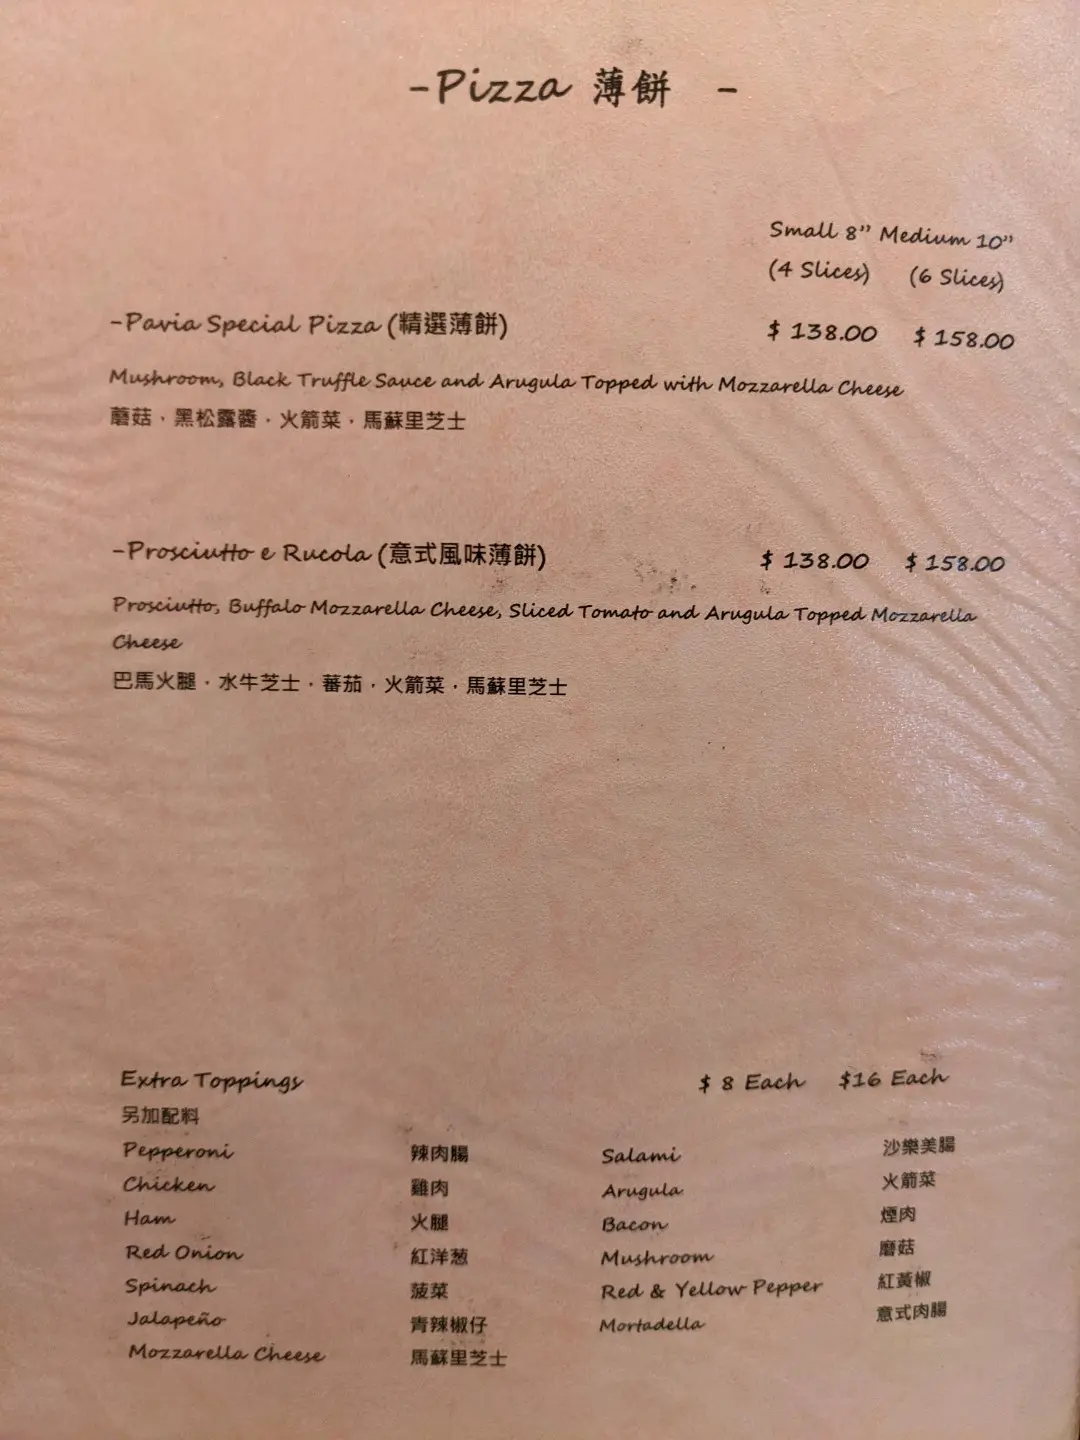 -Pizza 薄餅 -
Small 8" Medium 10"
(4 Slices) (6 Slices)
-Pavia Special Pizza (精選薄餅) $ 138.00 $ 158.00
Mushroom, Black Truffle Sauce and Arugula Topped with Mozzarella Cheese
蘑菇，黑松露醬，火箭菜，馬蘇里芝士
-Prosciutto e Rucola (意式風味薄餅) $ 138.00 $ 158.00
Prosciutto, Buffalo Mozzarella Cheese, Sliced Tomato and Arugula Topped Mozzarella
Cheese
巴馬火腿，水牛芝士，蕃茄，火箭菜，馬蘇里芝士
Extra Toppings $ 8 Each $16 Each
另加配料
Pepperoni 辣肉腸 Salami 沙樂美腸
Chicken 雞肉 Arugula 火箭菜
Ham 火腿 Bacon 煙肉
Red Onion 紅洋葱 Mushroom 磨菇
Spinach 菠菜 Red & Yellow Pepper 紅黃椒
Jalapeño 青辣椒仔 Mortadella 意式肉腸
Mozzarella Cheese 馬蘇里芝士